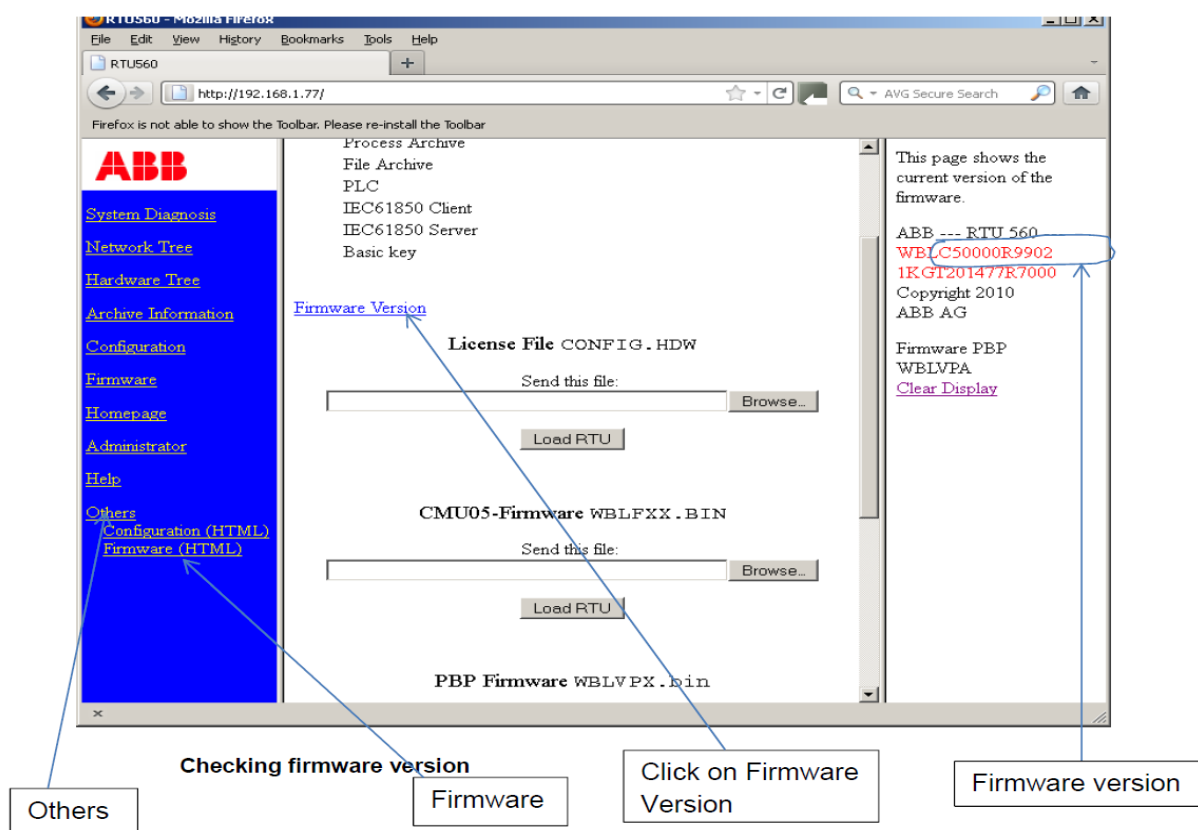 RTU560 - Mozilla Firefox
File Edit View History Bookmarks Tools Help
RTU560
http://192.168.1.77/
AVG Secure Search
Firefox is not able to show the Toolbar. Please re-install the Toolbar
ABB
System Diagnosis
Network Tree
Hardware Tree
Archive Information
Configuration
Firmware
Homepage
Administrator
Help
Others
Configuration (HTML)
Firmware (HTML)
Process Archive
File Archive
PLC
IEC61850 Client
IEC61850 Server
Basic key
Firmware Version
License File CONFIG.HDW
Send this file:
Browse...
Load RTU
CMU05-Firmware WBLFXX.BIN
Send this file:
Browse...
Load RTU
PBP Firmware WBLVPX.bin
This page shows the
current version of the
firmware.
ABB --- RTU 560 ---
WBLC50000R9902
1KGT201477R7000
Copyright 2010
ABB AG
Firmware PBP
WBLVPA
Clear Display
Checking firmware version
Others
Firmware
Click on Firmware
Version
Firmware version